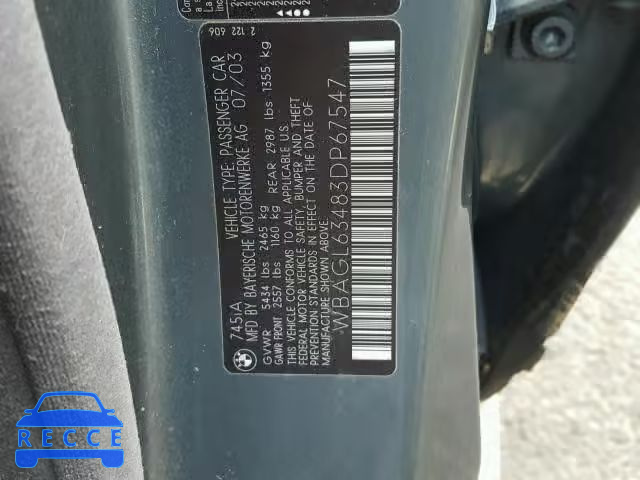 745iA VEHICLE TYPE: PASSENGER CAR
MFD BY BAYERISCHE MOTORENWERKE AG 07/03
GVWR 5434 lbs 2465 kg
GAWR FRONT 2557 lbs 1160 kg REAR 2987 lbs 1355 kg
THIS VEHICLE CONFORMS TO ALL APPLICABLE U.S.
FEDERAL MOTOR VEHICLE SAFETY, BUMPER AND THEFT
PREVENTION STANDARDS IN EFFECT ON THE DATE OF
MANUFACTURE SHOWN ABOVE.
WBAGL63483DP67547
2 122 606
RECCE